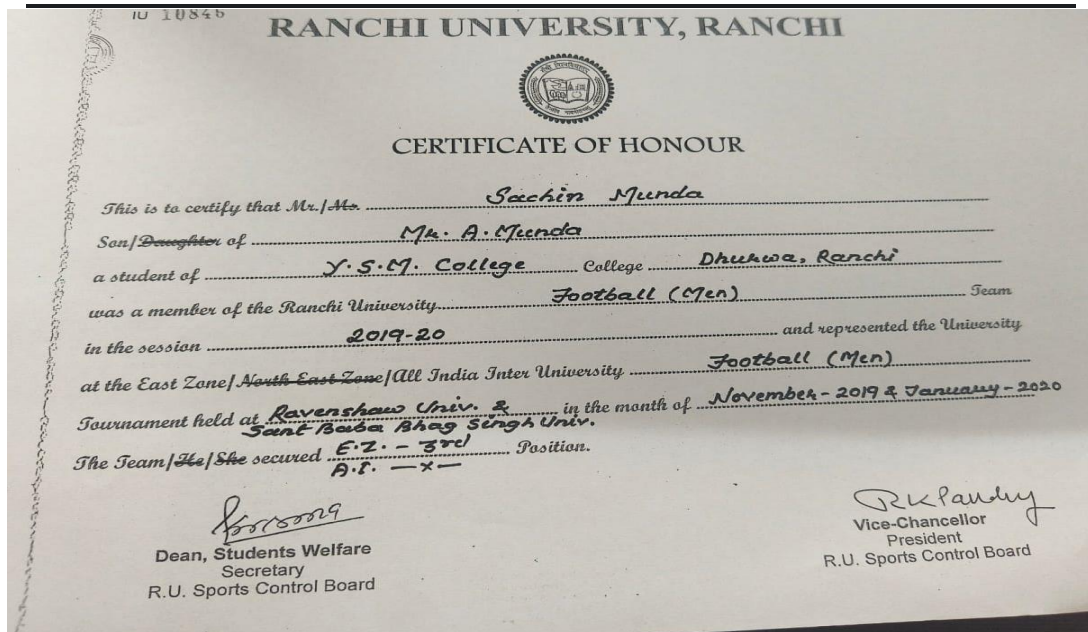 IU 10846
RANCHI UNIVERSITY, RANCHI
CERTIFICATE OF HONOUR
This is to certify that Mr./Ms. Sachin Munda
Son/Daughter of Mr. A. Munda
a student of Y.S.M. College College Dhurwa, Ranchi
was a member of the Ranchi University Football (Men) Team
in the session 2019-20 and represented the University
at the East Zone/North East Zone/All India Inter University Football (Men)
Tournament held at Ravenshaw Univ. & in the month of November - 2019 & January - 2020
Sant Baba Bhag Singh Univ.
The Team/He/She secured E.Z. - 3rd Position.
A.I. —x—
RKPandey
Dean, Students Welfare
Secretary
R.U. Sports Control Board
Vice-Chancellor
President
R.U. Sports Control Board